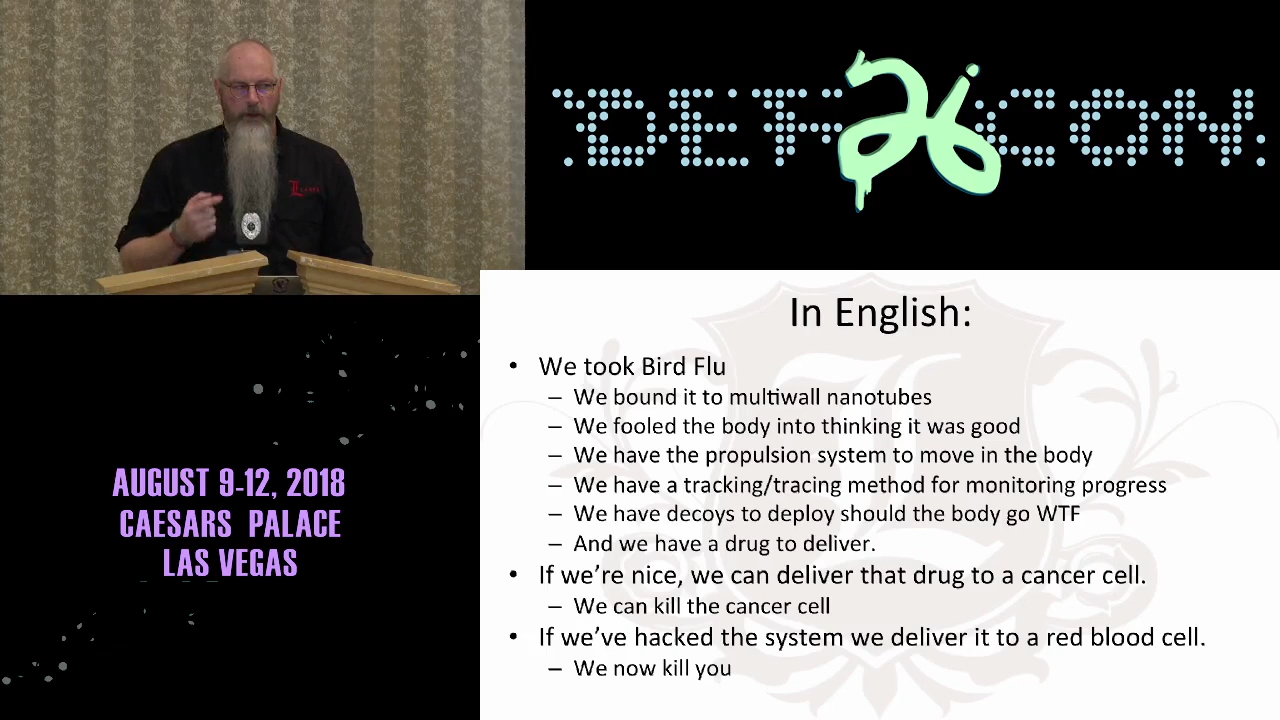 DEF CON
26
In English:
• We took Bird Flu
– We bound it to multiwall nanotubes
– We fooled the body into thinking it was good
– We have the propulsion system to move in the body
– We have a tracking/tracing method for monitoring progress
– We have decoys to deploy should the body go WTF
– And we have a drug to deliver.
• If we're nice, we can deliver that drug to a cancer cell.
– We can kill the cancer cell
• If we've hacked the system we deliver it to a red blood cell.
– We now kill you
AUGUST 9-12, 2018
CAESARS PALACE
LAS VEGAS